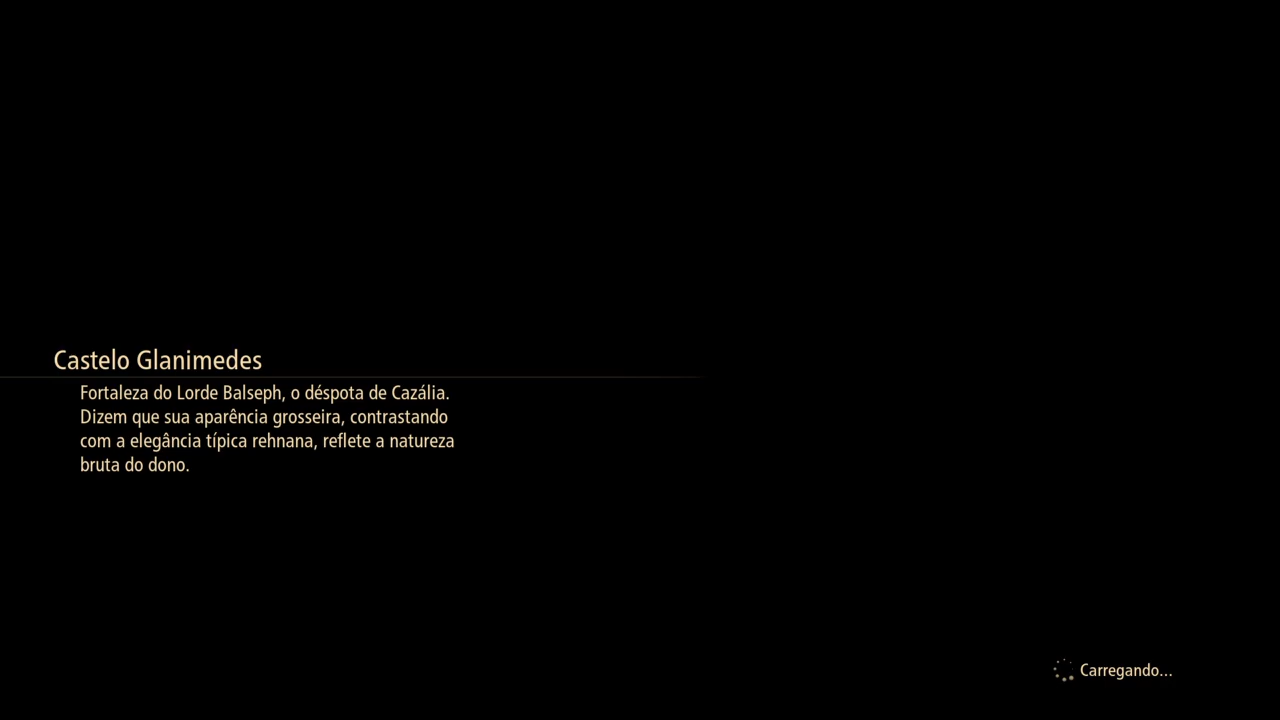 Castelo Glanimedes
Fortaleza do Lorde Balseph, o déspota de Cazália.
Dizem que sua aparência grosseira, contrastando
com a elegância típica rehnana, reflete a natureza
bruta do dono.
Carregando...